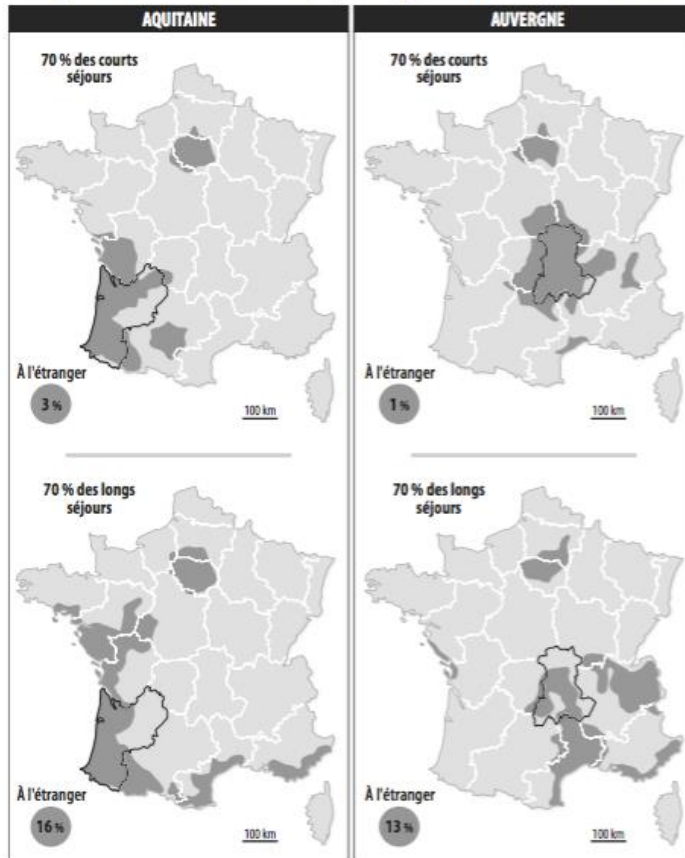 AQUITAINE
70 % des courts
séjours
À l'étranger
3 %
100 km
70 % des longs
séjours
À l'étranger
16 %
100 km
AUVERGNE
70 % des courts
séjours
À l'étranger
1 %
100 km
70 % des longs
séjours
À l'étranger
13 %
100 km